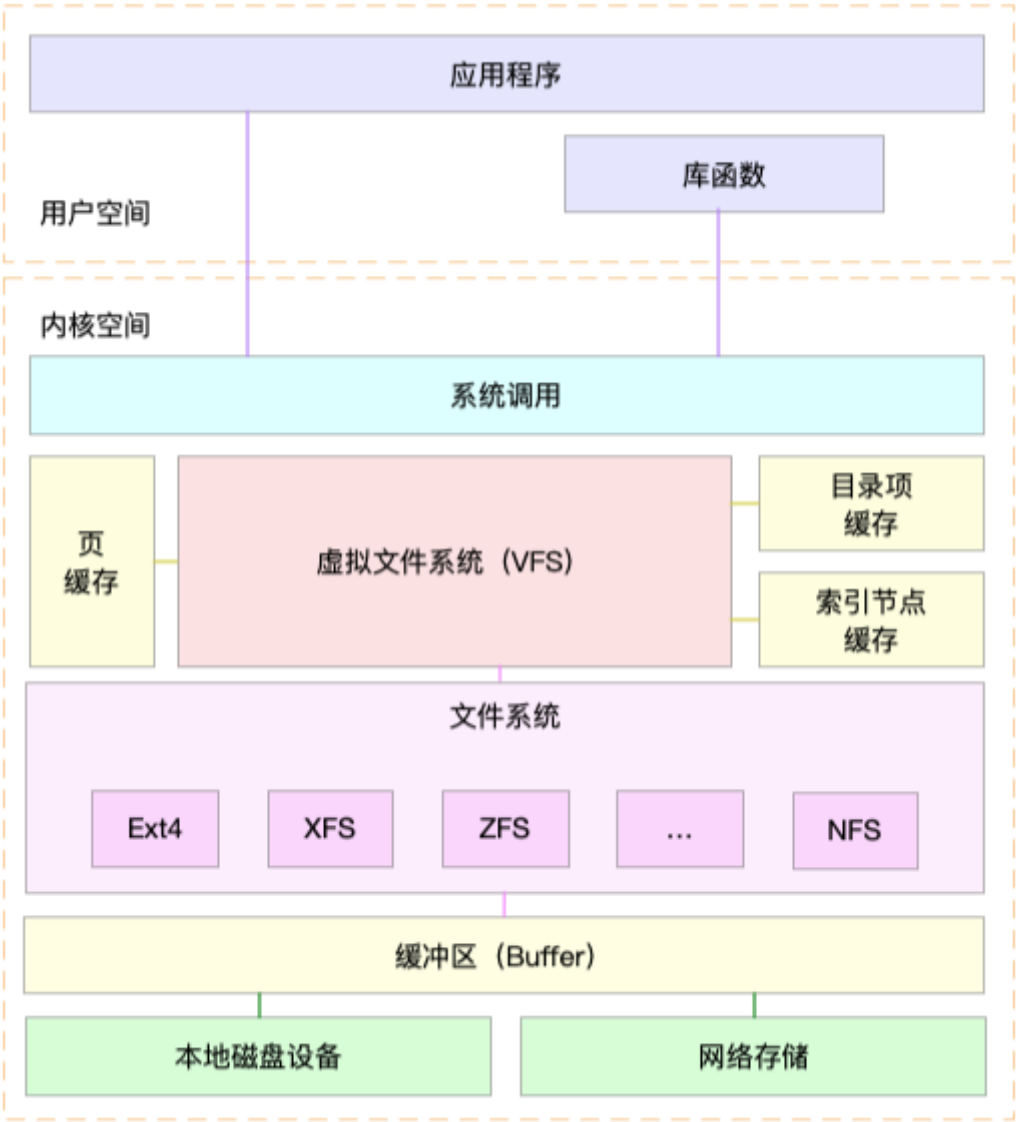 应用程序
库函数
用户空间
内核空间
系统调用
页
缓存
虚拟文件系统（VFS）
目录项
缓存
索引节点
缓存
文件系统
Ext4
XFS
ZFS
...
NFS
缓冲区（Buffer）
本地磁盘设备
网络存储